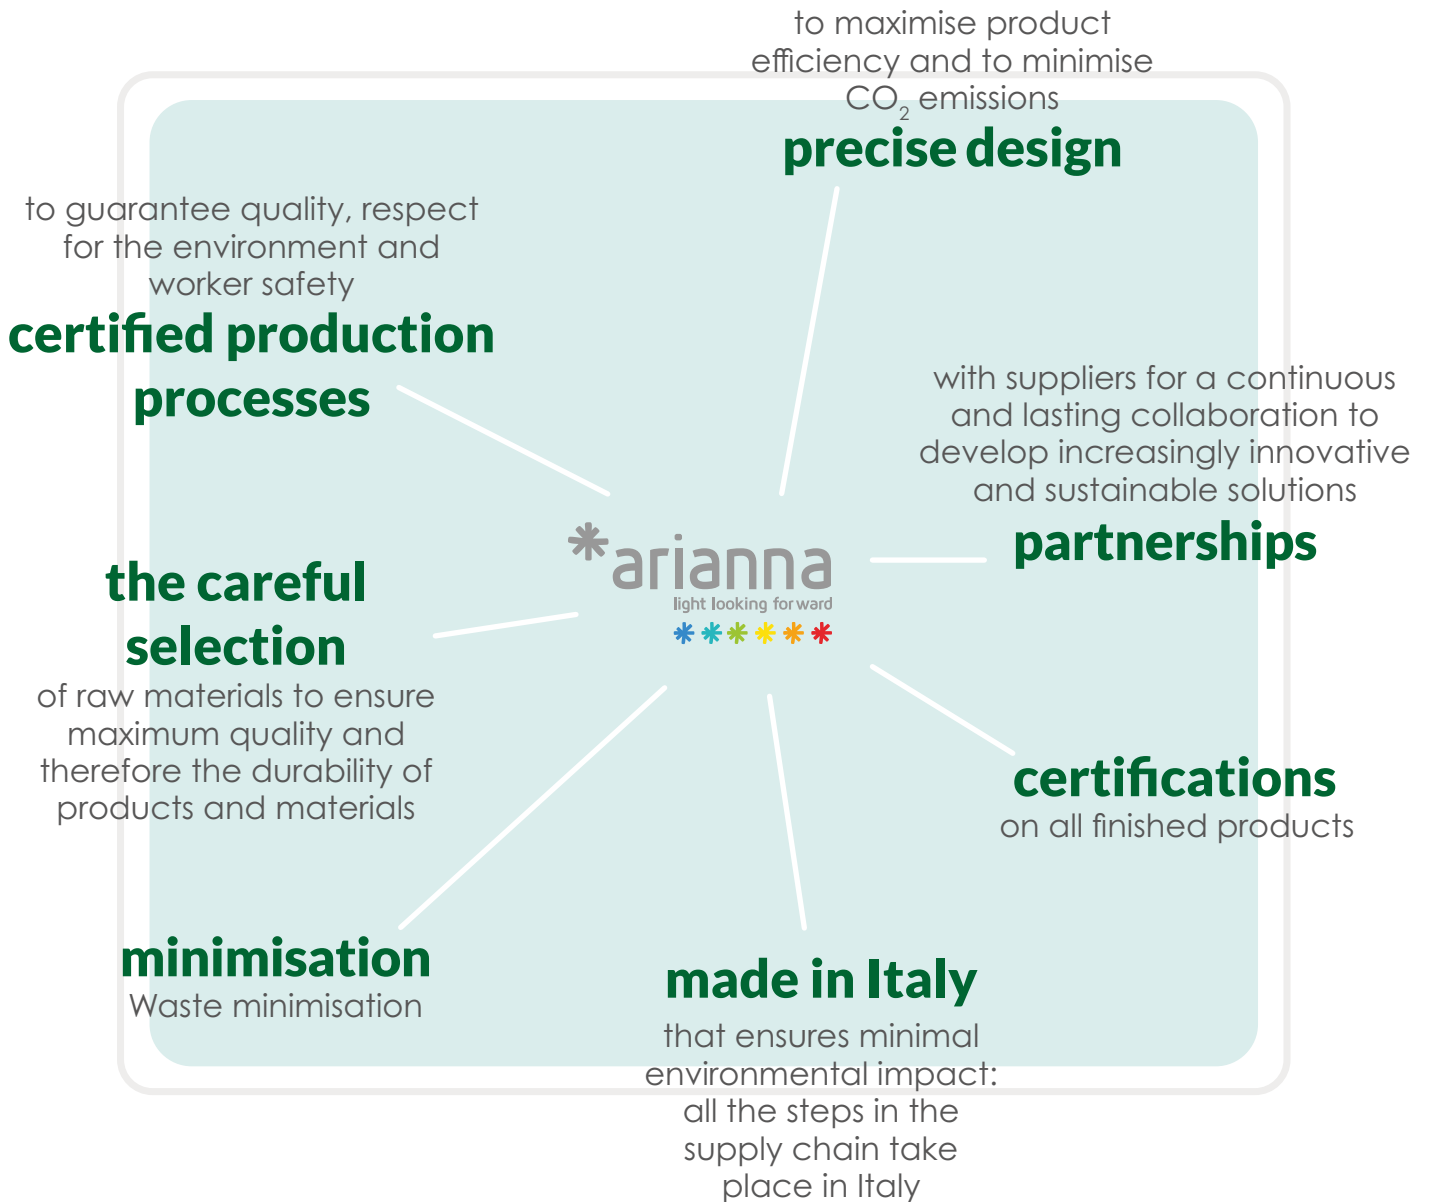 to maximise product
efficiency and to minimise
CO₂ emissions
precise design
to guarantee quality, respect
for the environment and
worker safety
certified production
processes
with suppliers for a continuous
and lasting collaboration to
develop increasingly innovative
and sustainable solutions
partnerships
*arianna
light looking forward
the careful
selection
of raw materials to ensure
maximum quality and
therefore the durability of
products and materials
certifications
on all finished products
minimisation
Waste minimisation
made in Italy
that ensures minimal
environmental impact:
all the steps in the
supply chain take
place in Italy